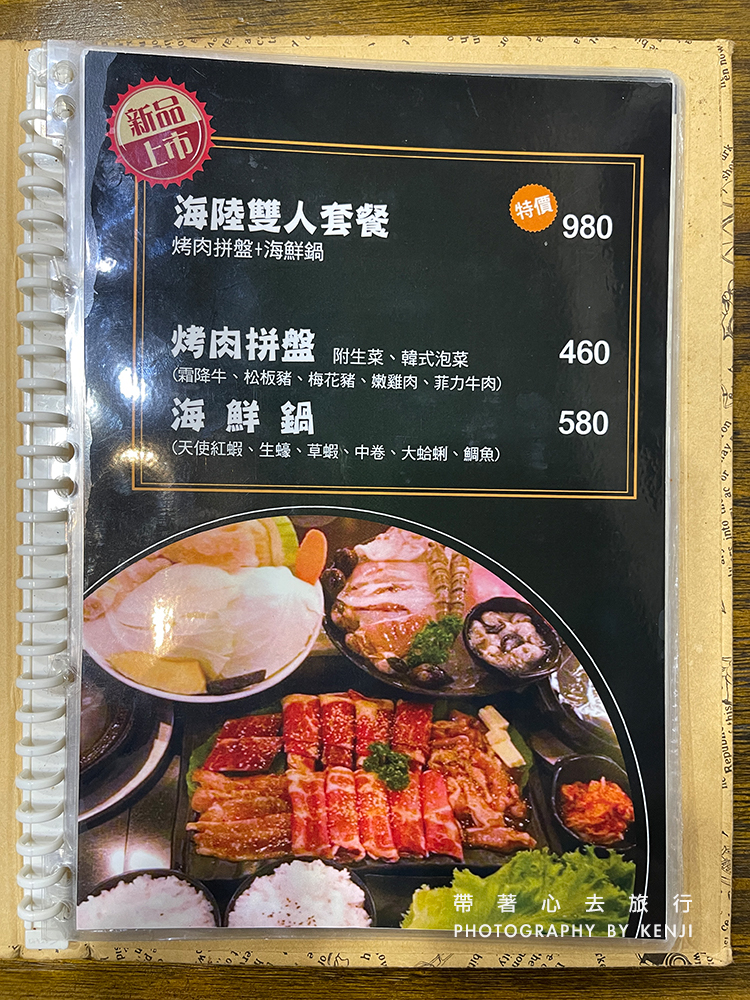 新品
上市
海陸雙人套餐 特價 980
烤肉拼盤+海鮮鍋
烤肉拼盤 附生菜、韓式泡菜 460
(霜降牛、松板豬、梅花豬、嫩雞肉、菲力牛肉)
海鮮鍋 580
(天使紅蝦、生蠔、草蝦、中卷、大蛤蜊、鯛魚)
帶著心去旅行
PHOTOGRAPHY BY KENJI